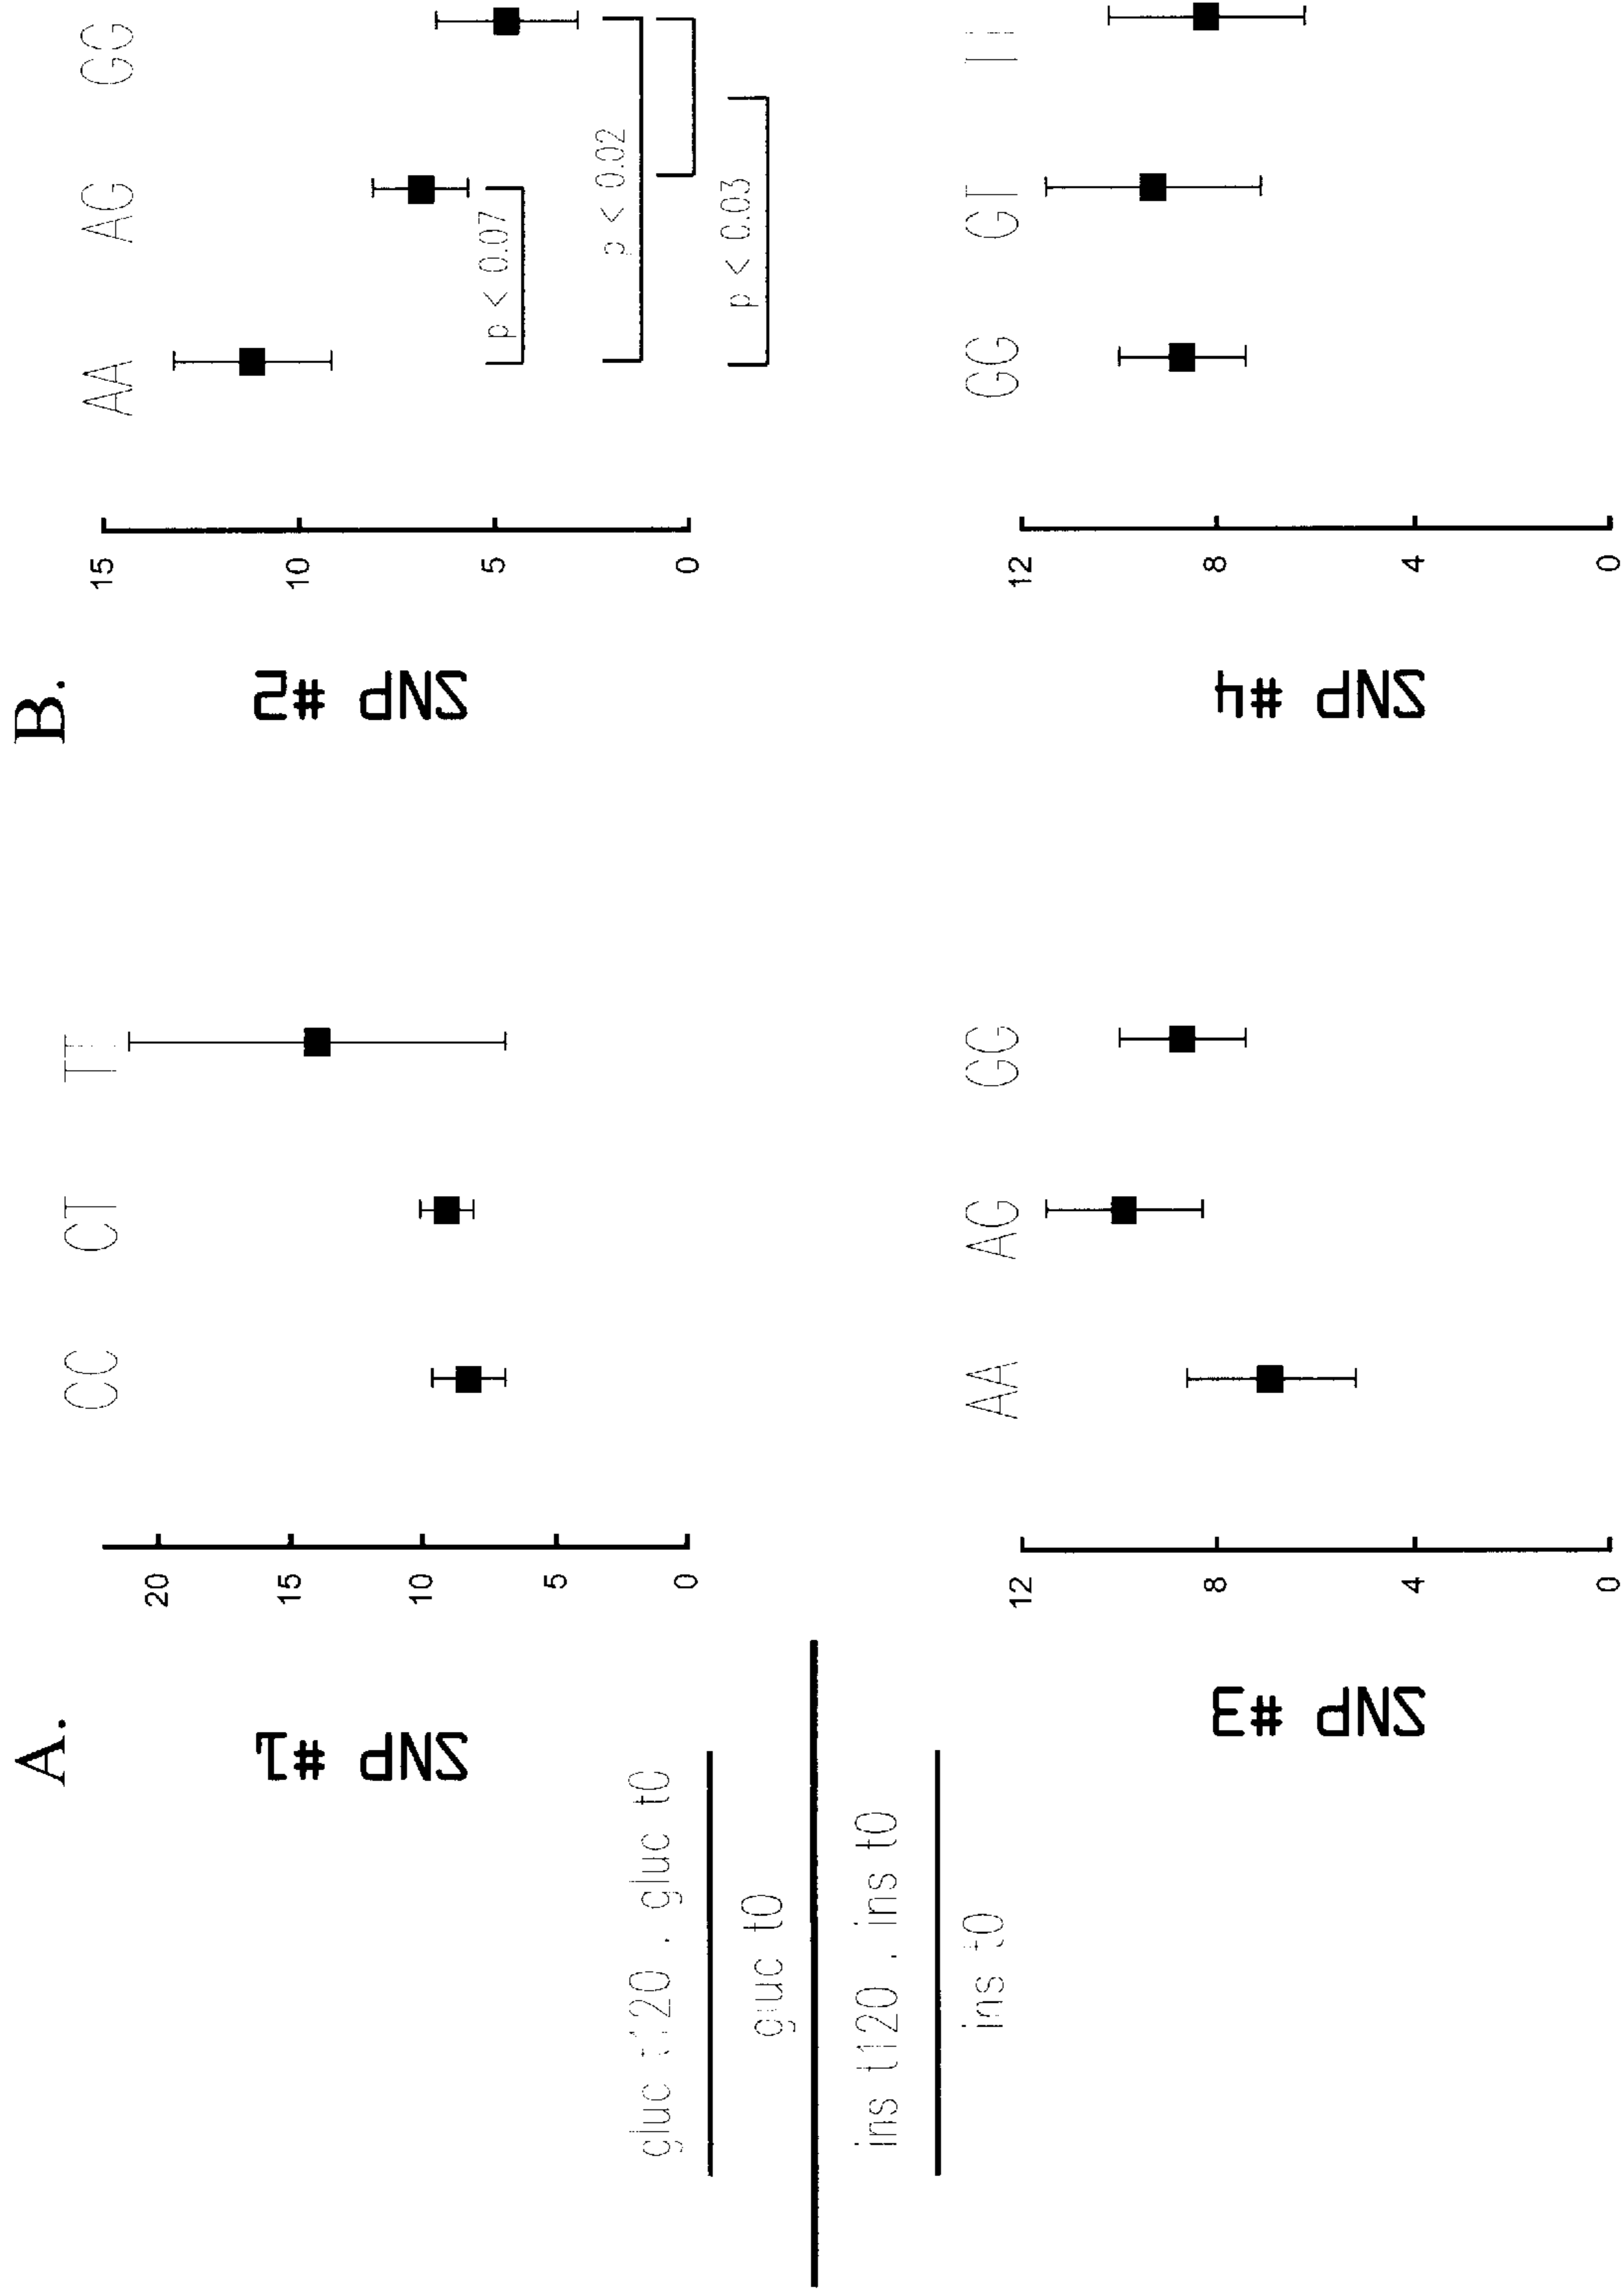 A.
SNP #1
CC CT TT
20
15
10
5
0
B.
SNP #2
AA AG GG
15
10
5
0
p < 0.07
p < 0.02
p < 0.03
gluc t120 . gluc t0
gluc t0
ins t120 . ins t0
ins t0
SNP #3
AA AG GG
12
8
4
0
SNP #4
GG GT
12
8
4
0